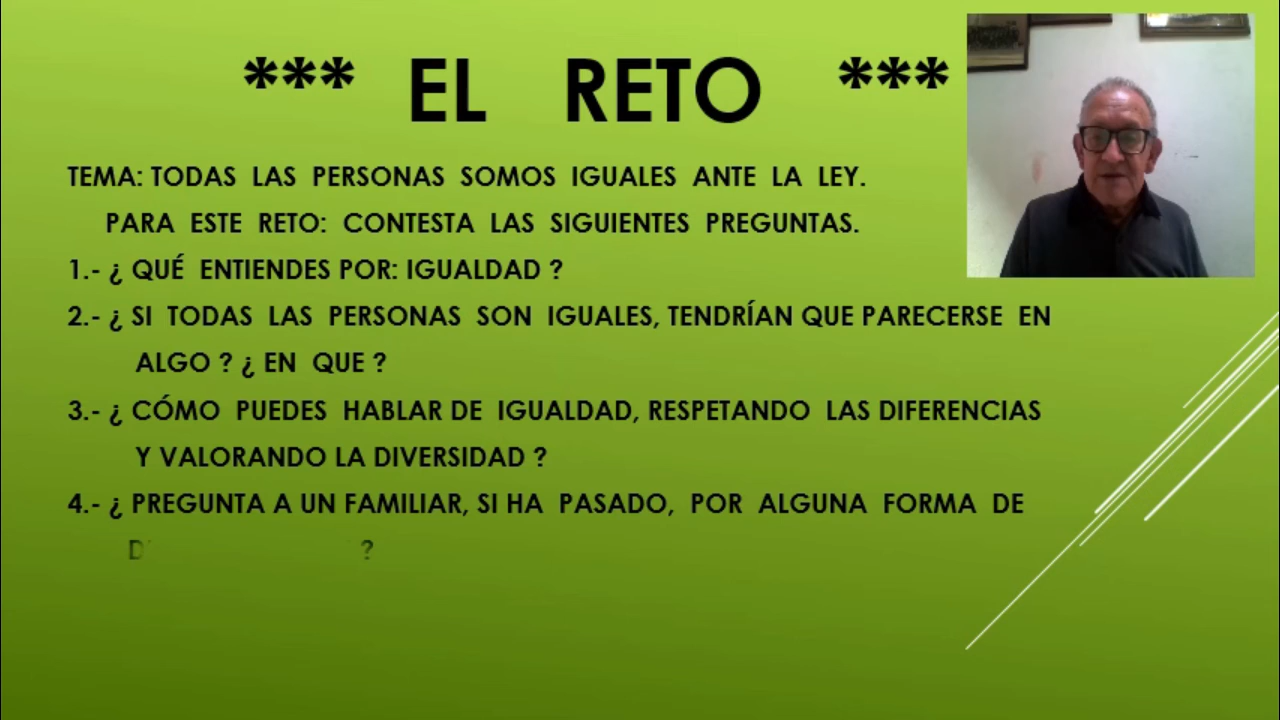 *** EL RETO ***
TEMA: TODAS LAS PERSONAS SOMOS IGUALES ANTE LA LEY.
PARA ESTE RETO: CONTESTA LAS SIGUIENTES PREGUNTAS.
1.- ¿ QUÉ ENTIENDES POR: IGUALDAD ?
2.- ¿ SI TODAS LAS PERSONAS SON IGUALES, TENDRÍAN QUE PARECERSE EN
ALGO ? ¿ EN QUE ?
3.- ¿ CÓMO PUEDES HABLAR DE IGUALDAD, RESPETANDO LAS DIFERENCIAS
Y VALORANDO LA DIVERSIDAD ?
4.- ¿ PREGUNTA A UN FAMILIAR, SI HA PASADO, POR ALGUNA FORMA DE
?